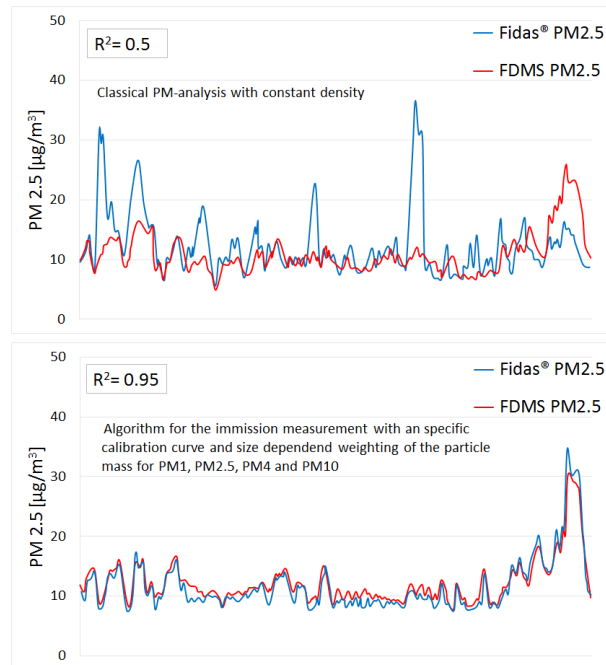 50
R²= 0.5
Fidas® PM2.5
FDMS PM2.5
40
Classical PM-analysis with constant density
30
PM 2.5 [µg/m³]
20
10
0
50
R²= 0.95
Fidas® PM2.5
FDMS PM2.5
40
Algorithm for the immission measurement with an specific
calibration curve and size dependend weighting of the particle
mass for PM1, PM2.5, PM4 and PM10
30
PM 2.5 [µg/m³]
20
10
0